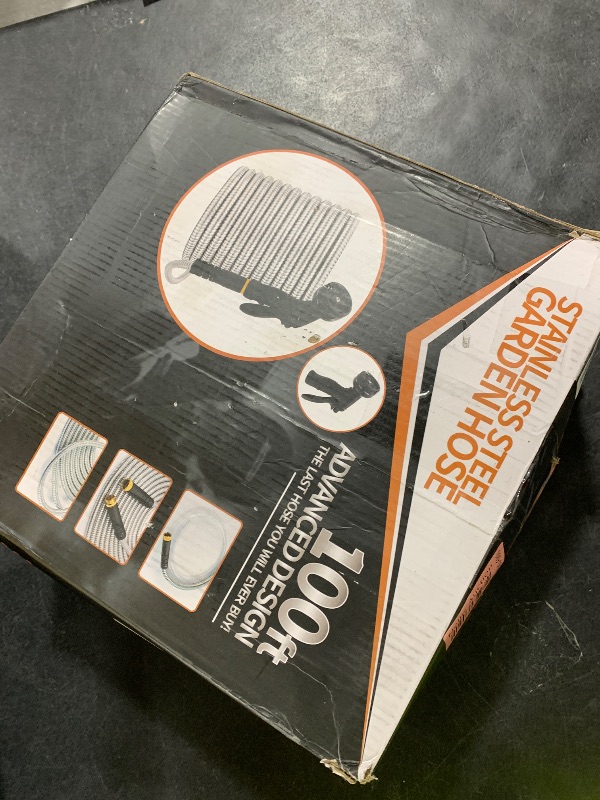 STAINLESS STEEL
GARDEN HOSE
100ft
ADVANCED DESIGN
THE LAST HOSE YOU WILL EVER BUY!